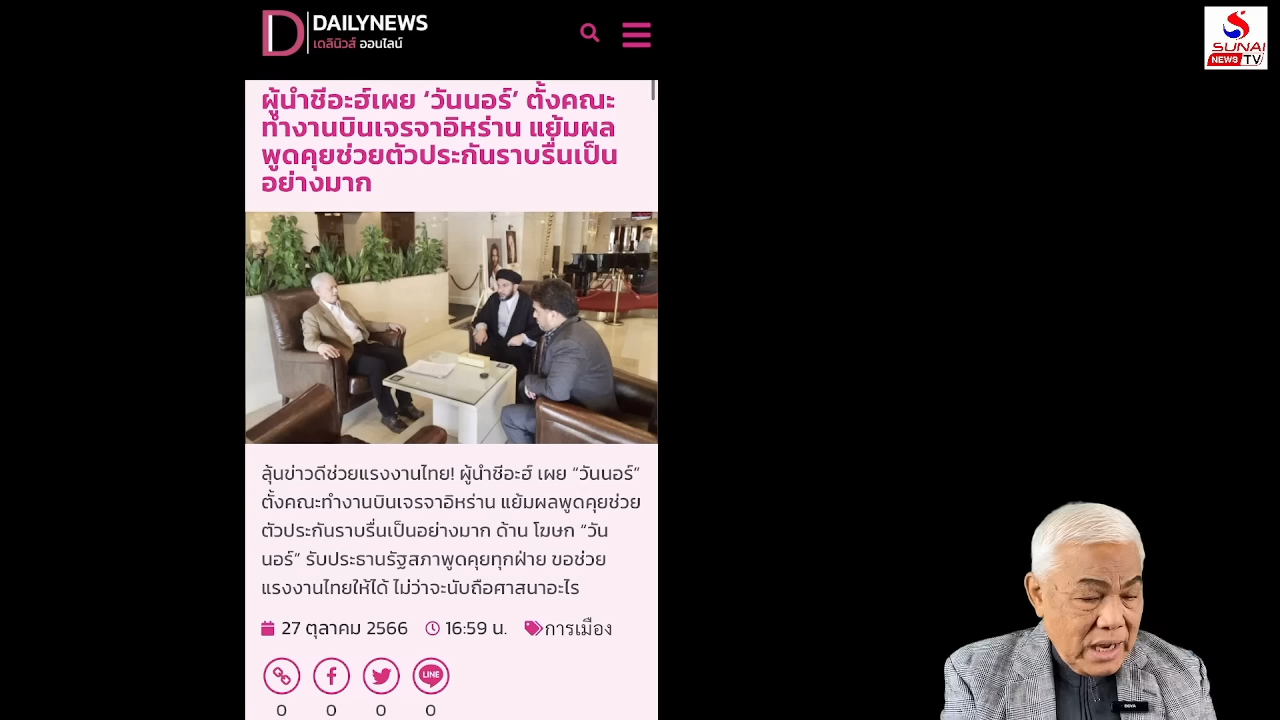 DAILYNEWS
เดลินิวส์ ออนไลน์
SUNAI
NEWS TV
ผู้นำชีอะฮ์เผย ‘วันนอร์’ ตั้งคณะ
ทำงานบินเจรจาอิหร่าน แย้มผล
พูดคุยช่วยตัวประกันราบรื่นเป็น
อย่างมาก
ลุ้นข่าวดีช่วยแรงงานไทย! ผู้นำชีอะฮ์ เผย “วันนอร์”
ตั้งคณะทำงานบินเจรจาอิหร่าน แย้มผลพูดคุยช่วย
ตัวประกันราบรื่นเป็นอย่างมาก ด้าน โฆษก “วัน
นอร์” รับประธานรัฐสภาพูดคุยทุกฝ่าย ขอช่วย
แรงงานไทยให้ได้ ไม่ว่าจะนับถือศาสนาอะไร
27 ตุลาคม 2566 16:59 น. การเมือง
LINE
0 0 0 0